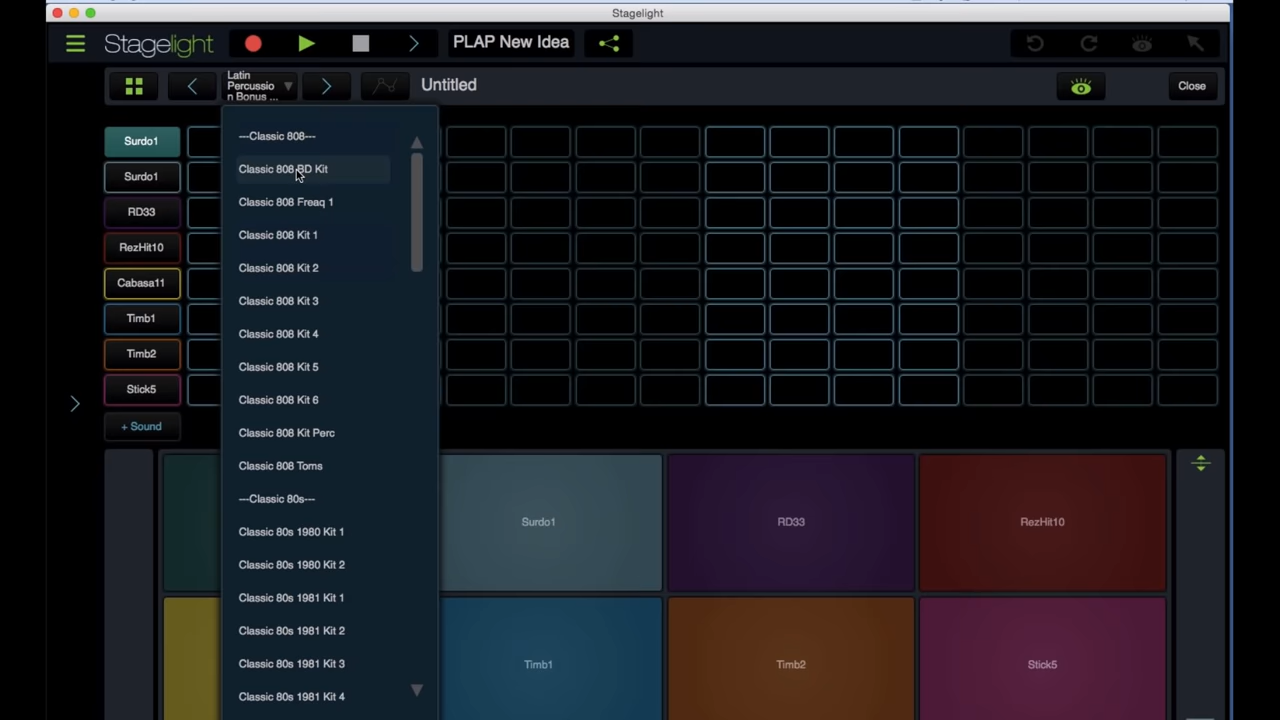 Stagelight
Stagelight
PLAP New Idea
Latin
Percussio
n Bonus ...
Untitled
Close
Surdo1
Surdo1
RD33
RezHit10
Cabasa11
Timb1
Timb2
Stick5
+ Sound
---Classic 808---
Classic 808 BD Kit
Classic 808 Freaq 1
Classic 808 Kit 1
Classic 808 Kit 2
Classic 808 Kit 3
Classic 808 Kit 4
Classic 808 Kit 5
Classic 808 Kit 6
Classic 808 Kit Perc
Classic 808 Toms
---Classic 80s---
Classic 80s 1980 Kit 1
Classic 80s 1980 Kit 2
Classic 80s 1981 Kit 1
Classic 80s 1981 Kit 2
Classic 80s 1981 Kit 3
Classic 80s 1981 Kit 4
Surdo1
RD33
RezHit10
Timb1
Timb2
Stick5